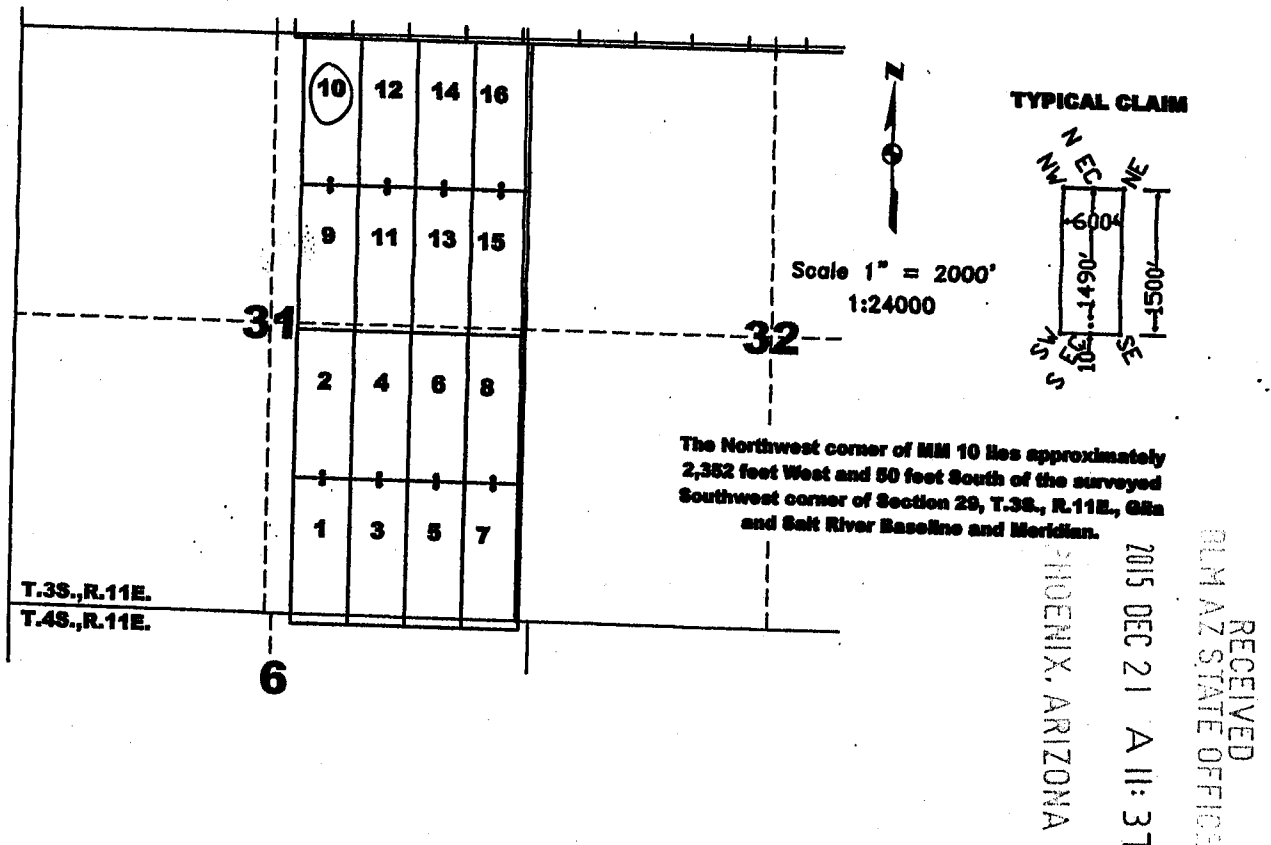 10 12 14 16
9 11 13 15
31
32
2 4 6 8
1 3 5 7
T.3S.,R.11E.
T.4S.,R.11E.
6
N
Scale 1" = 2000'
1:24000
TYPICAL CLAIM
NW
N EC
NE
600'
1490'
1500'
10
SW
S EC
SE
The Northwest corner of MM 10 lies approximately
2,352 feet West and 50 feet South of the surveyed
Southwest corner of Section 29, T.3S., R.11E., Gila
and Salt River Baseline and Meridian.
RECEIVED
BLM AZ STATE OFFICE
2015 DEC 21 A 11: 37
PHOENIX, ARIZONA